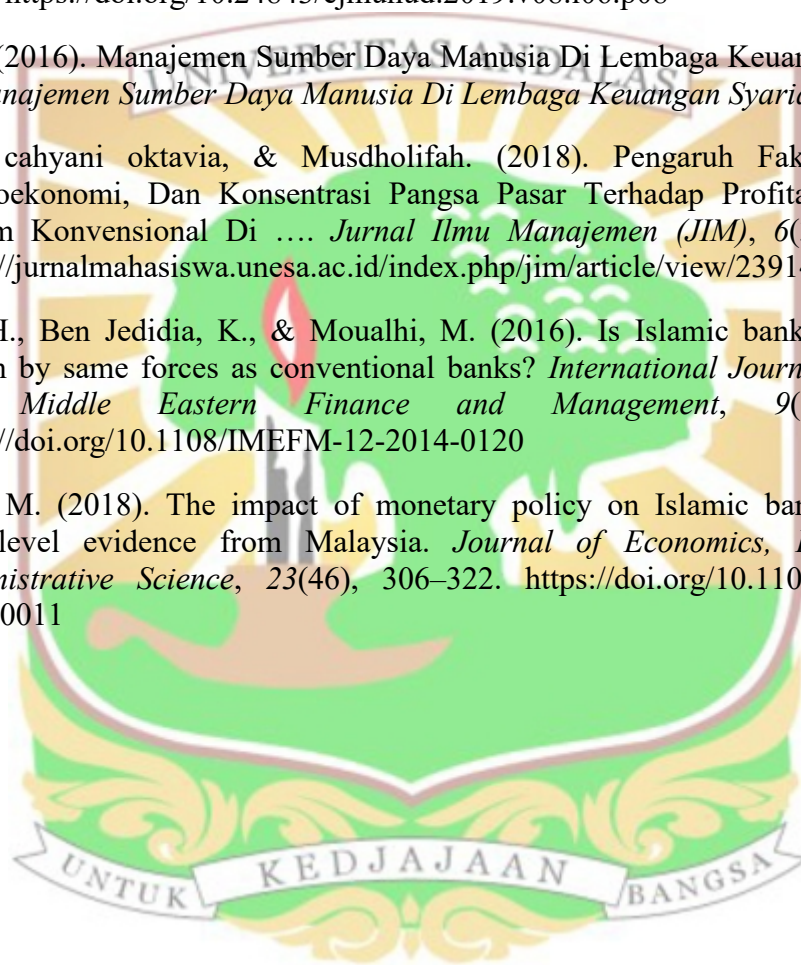 https://doi.org/10.24843/ejmunud.2019.v08.i06.p08
(2016). Manajemen Sumber Daya Manusia Di Lembaga Keuan
najemen Sumber Daya Manusia Di Lembaga Keuangan Syaria
cahyani oktavia, & Musdholifah. (2018). Pengaruh Fak
oekonomi, Dan Konsentrasi Pangsa Pasar Terhadap Profita
m Konvensional Di …. Jurnal Ilmu Manajemen (JIM), 6(
//jurnalmahasiswa.unesa.ac.id/index.php/jim/article/view/23914
H., Ben Jedidia, K., & Moualhi, M. (2016). Is Islamic bank
n by same forces as conventional banks? International Journ
Middle Eastern Finance and Management, 9(
//doi.org/10.1108/IMEFM-12-2014-0120
M. (2018). The impact of monetary policy on Islamic ban
level evidence from Malaysia. Journal of Economics,
nistrative Science, 23(46), 306–322. https://doi.org/10.110
0011
UNIVERSITAS ANDALAS
UNTUK KEDJAJAAN BANGSA